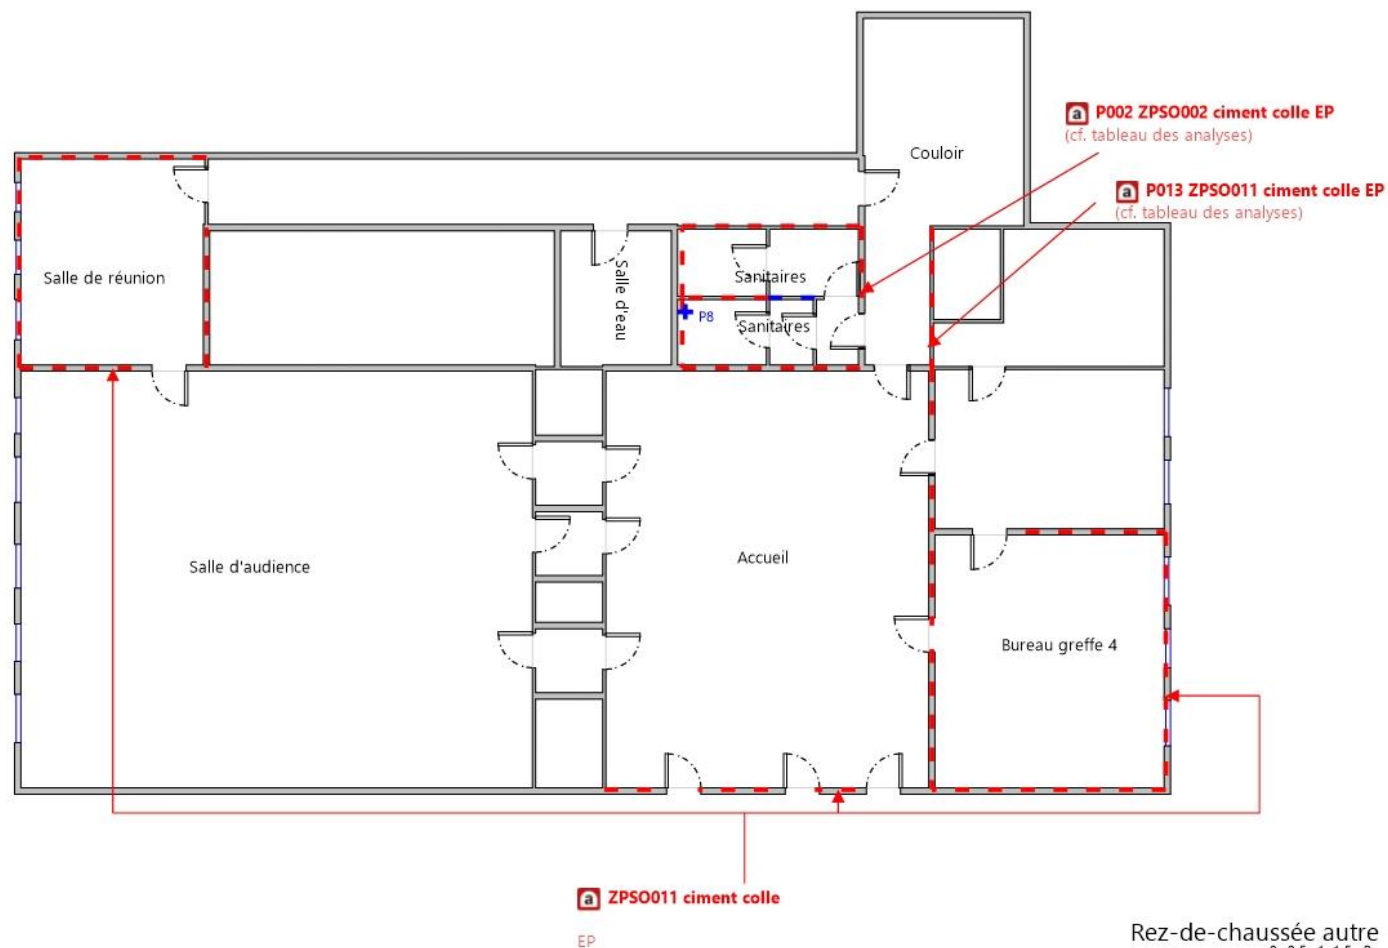 a P002 ZPSO002 ciment colle EP
(cf. tableau des analyses)
Couloir
a P013 ZPSO011 ciment colle EP
(cf. tableau des analyses)
Salle de réunion
Salle d'eau
Sanitaires
P8
Sanitaires
Salle d'audience
Accueil
Bureau greffe 4
a ZPSO011 ciment colle
EP
Rez-de-chaussée autre